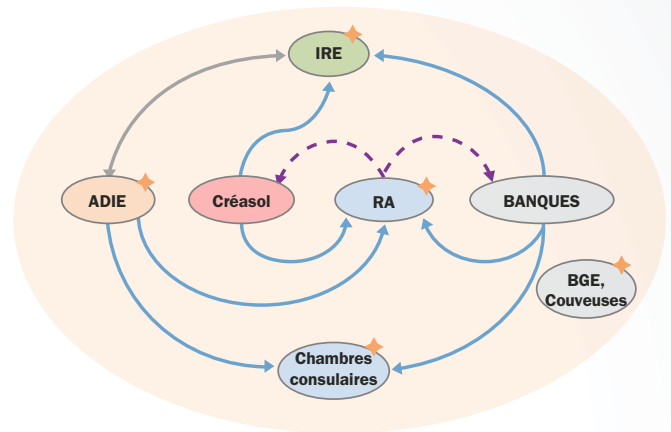 IRE
ADIE
Créasol
RA
BANQUES
BGE,
Couveuses
Chambres
consulaires